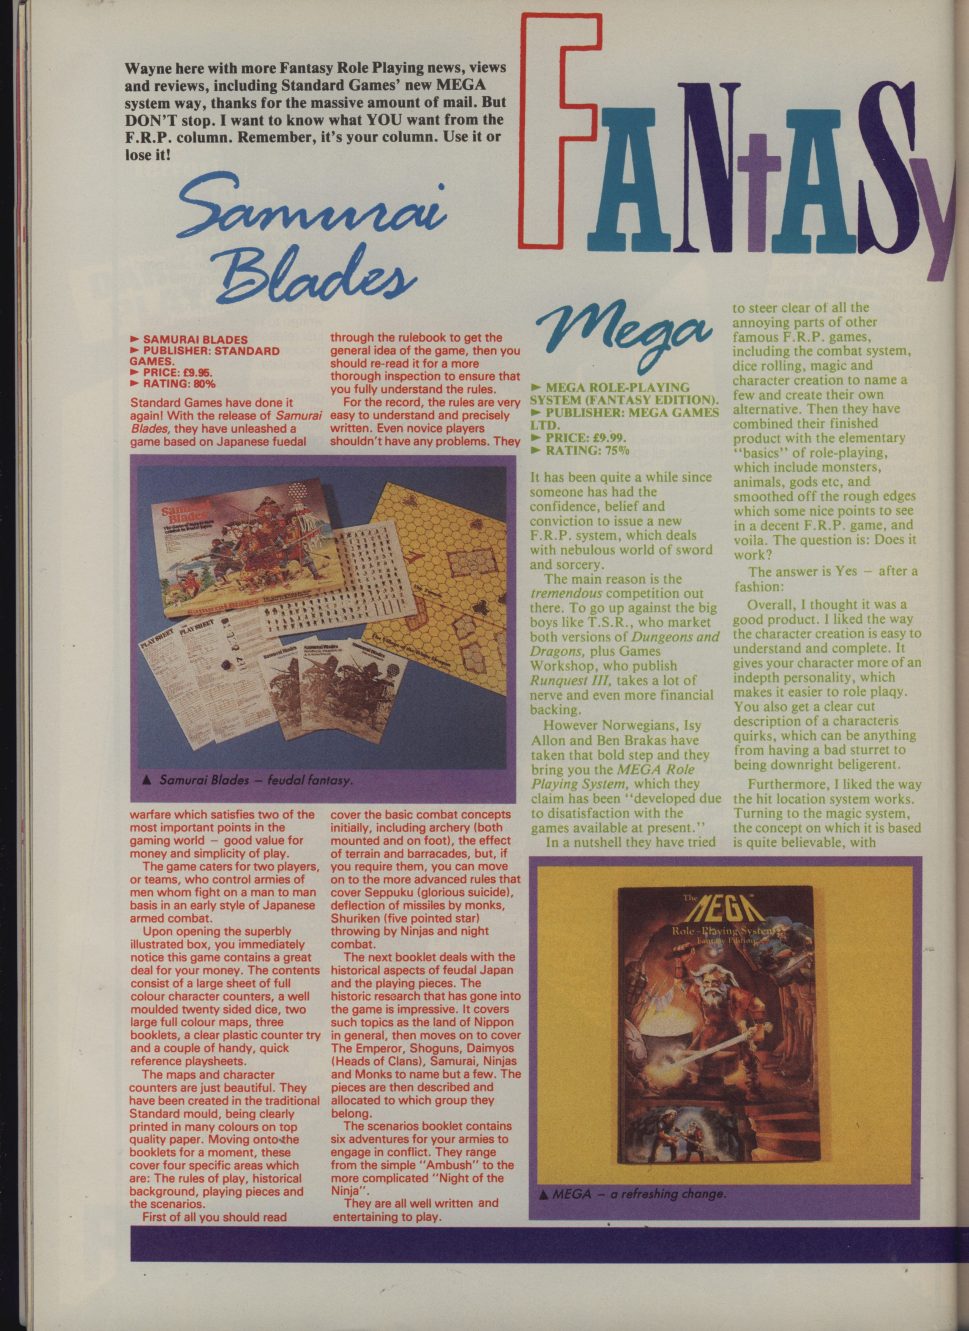 Wayne here with more Fantasy Role Playing news, views
and reviews, including Standard Games' new MEGA
system way, thanks for the massive amount of mail. But
DON'T stop. I want to know what YOU want from the
F.R.P. column. Remember, it's your column. Use it or
lose it!
FANtASy
Samurai
Blades
► SAMURAI BLADES
► PUBLISHER: STANDARD
GAMES.
► PRICE: £9.95.
► RATING: 80%
Standard Games have done it
again! With the release of Samurai
Blades, they have unleashed a
game based on Japanese fuedal
Samurai
Blades
Samurai Blades
PLAY SHEET
PLAY SHEET
Samurai Blades
Samurai Blades
Samurai Blades
▲ Samurai Blades — feudal fantasy.
warfare which satisfies two of the
most important points in the
gaming world — good value for
money and simplicity of play.
The game caters for two players,
or teams, who control armies of
men whom fight on a man to man
basis in an early style of Japanese
armed combat.
Upon opening the superbly
illustrated box, you immediately
notice this game contains a great
deal for your money. The contents
consist of a large sheet of full
colour character counters, a well
moulded twenty sided dice, two
large full colour maps, three
booklets, a clear plastic counter try
and a couple of handy, quick
reference playsheets.
The maps and character
counters are just beautiful. They
have been created in the traditional
Standard mould, being clearly
printed in many colours on top
quality paper. Moving onto the
booklets for a moment, these
cover four specific areas which
are: The rules of play, historical
background, playing pieces and
the scenarios.
First of all you should read
through the rulebook to get the
general idea of the game, then you
should re-read it for a more
thorough inspection to ensure that
you fully understand the rules.
For the record, the rules are very
easy to understand and precisely
written. Even novice players
shouldn't have any problems. They
cover the basic combat concepts
initially, including archery (both
mounted and on foot), the effect
of terrain and barracades, but, if
you require them, you can move
on to the more advanced rules that
cover Seppuku (glorious suicide),
deflection of missiles by monks,
Shuriken (five pointed star)
throwing by Ninjas and night
combat.
The next booklet deals with the
historical aspects of feudal Japan
and the playing pieces. The
historic research that has gone into
the game is impressive. It covers
such topics as the land of Nippon
in general, then moves on to cover
The Emperor, Shoguns, Daimyos
(Heads of Clans), Samurai, Ninjas
and Monks to name but a few. The
pieces are then described and
allocated to which group they
belong.
The scenarios booklet contains
six adventures for your armies to
engage in conflict. They range
from the simple "Ambush" to the
more complicated "Night of the
Ninja".
They are all well written and
entertaining to play.
Mega
► MEGA ROLE-PLAYING
SYSTEM (FANTASY EDITION).
► PUBLISHER: MEGA GAMES
LTD.
► PRICE: £9.99.
► RATING: 75%
It has been quite a while since
someone has had the
confidence, belief and
conviction to issue a new
F.R.P. system, which deals
with nebulous world of sword
and sorcery.
The main reason is the
tremendous competition out
there. To go up against the big
boys like T.S.R., who market
both versions of Dungeons and
Dragons, plus Games
Workshop, who publish
Runquest III, takes a lot of
nerve and even more financial
backing.
However Norwegians, Isy
Allon and Ben Brakas have
taken that bold step and they
bring you the MEGA Role
Playing System, which they
claim has been "developed due
to disatisfaction with the
games available at present."
In a nutshell they have tried
to steer clear of all the
annoying parts of other
famous F.R.P. games,
including the combat system,
dice rolling, magic and
character creation to name a
few and create their own
alternative. Then they have
combined their finished
product with the elementary
"basics" of role-playing,
which include monsters,
animals, gods etc, and
smoothed off the rough edges
which some nice points to see
in a decent F.R.P. game, and
voila. The question is: Does it
work?
The answer is Yes — after a
fashion:
Overall, I thought it was a
good product. I liked the way
the character creation is easy to
understand and complete. It
gives your character more of an
indepth personality, which
makes it easier to role plaqy.
You also get a clear cut
description of a characteris
quirks, which can be anything
from having a bad sturret to
being downright beligerent.
Furthermore, I liked the way
the hit location system works.
Turning to the magic system,
the concept on which it is based
is quite believable, with
The
MEGA
Role-Playing System
Fantasy Edition
▲ MEGA — a refreshing change.